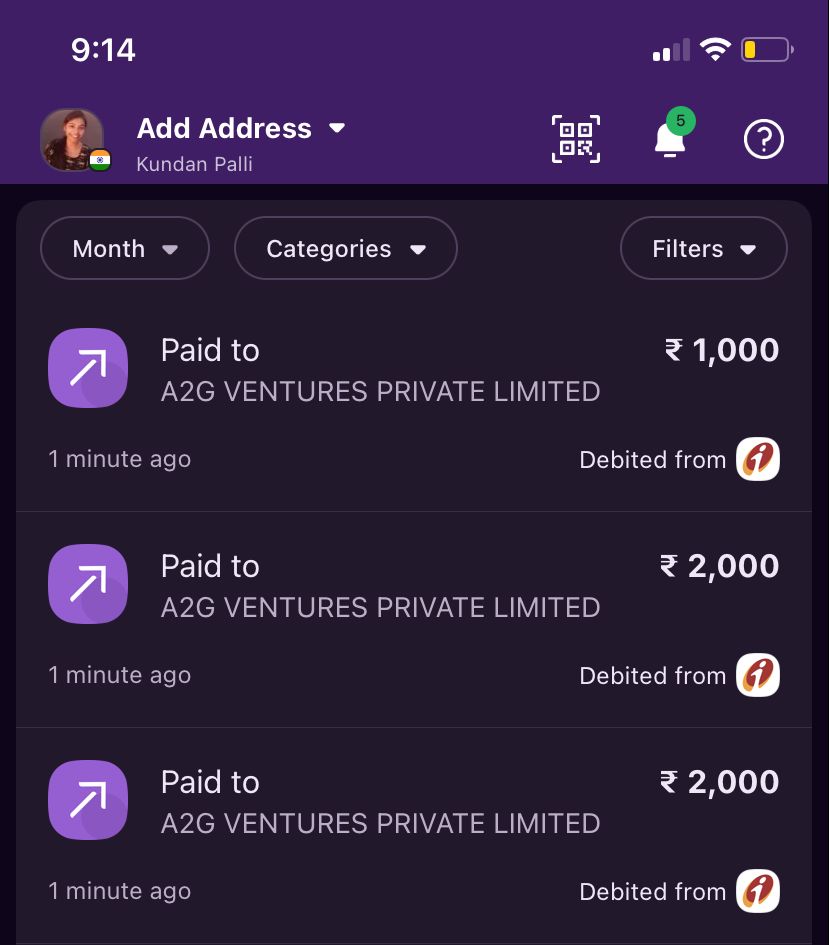 9:14
Add Address
Kundan Palli
5
Month
Categories
Filters
Paid to
₹ 1,000
A2G VENTURES PRIVATE LIMITED
1 minute ago
Debited from
Paid to
₹ 2,000
A2G VENTURES PRIVATE LIMITED
1 minute ago
Debited from
Paid to
₹ 2,000
A2G VENTURES PRIVATE LIMITED
1 minute ago
Debited from